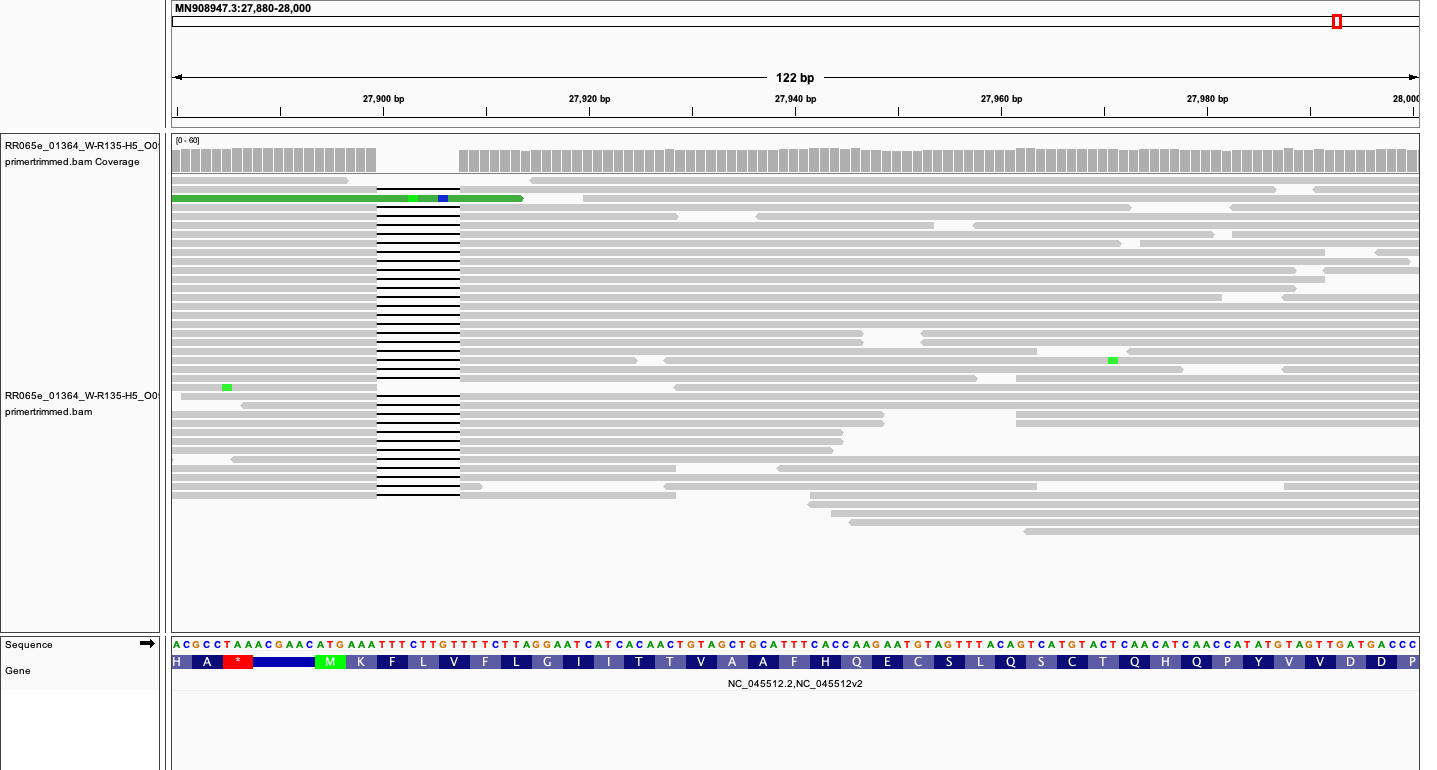 MN908947.3:27,880-28,000
122 bp
27,900 bp 27,920 bp 27,940 bp 27,960 bp 27,980 bp 28,000
[0 - 60]
RR065e_01364_W-R135-H5_O0
primertrimmed.bam Coverage
RR065e_01364_W-R135-H5_O0
primertrimmed.bam
Sequence
ACGCCTAAACGAACATGAAATTTCTTGTTTTCTTAGGAATCATCACAACTGTAGCTGCATTTCACCAAGAATGTAGTTTACAGTCATGTACTCAACATCAACCATATGTAGTTGATGACCC
Gene
H A * M K F L V F L G I I T T V A A F H Q E C S L Q S C T Q H Q P Y V V D D P
NC_045512.2,NC_045512v2